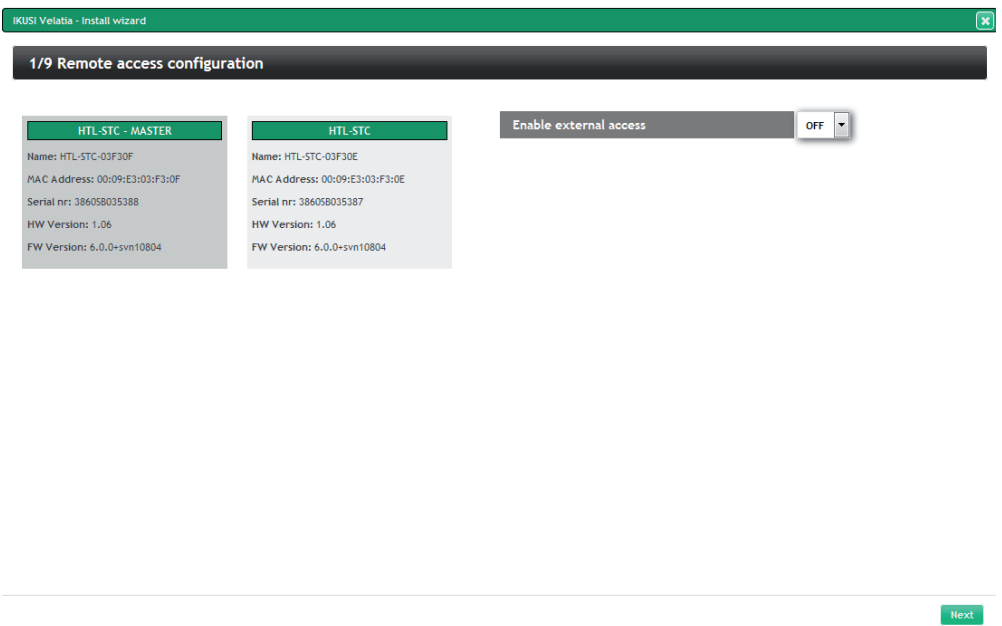 IKUSI Velatia - Install wizard
1/9 Remote access configuration
HTL-STC - MASTER
Name: HTL-STC-03F30F
MAC Address: 00:09:E3:03:F3:0F
Serial nr: 38605B035388
HW Version: 1.06
FW Version: 6.0.0+svn10804
HTL-STC
Name: HTL-STC-03F30E
MAC Address: 00:09:E3:03:F3:0E
Serial nr: 38605B035387
HW Version: 1.06
FW Version: 6.0.0+svn10804
Enable external access
OFF
Next